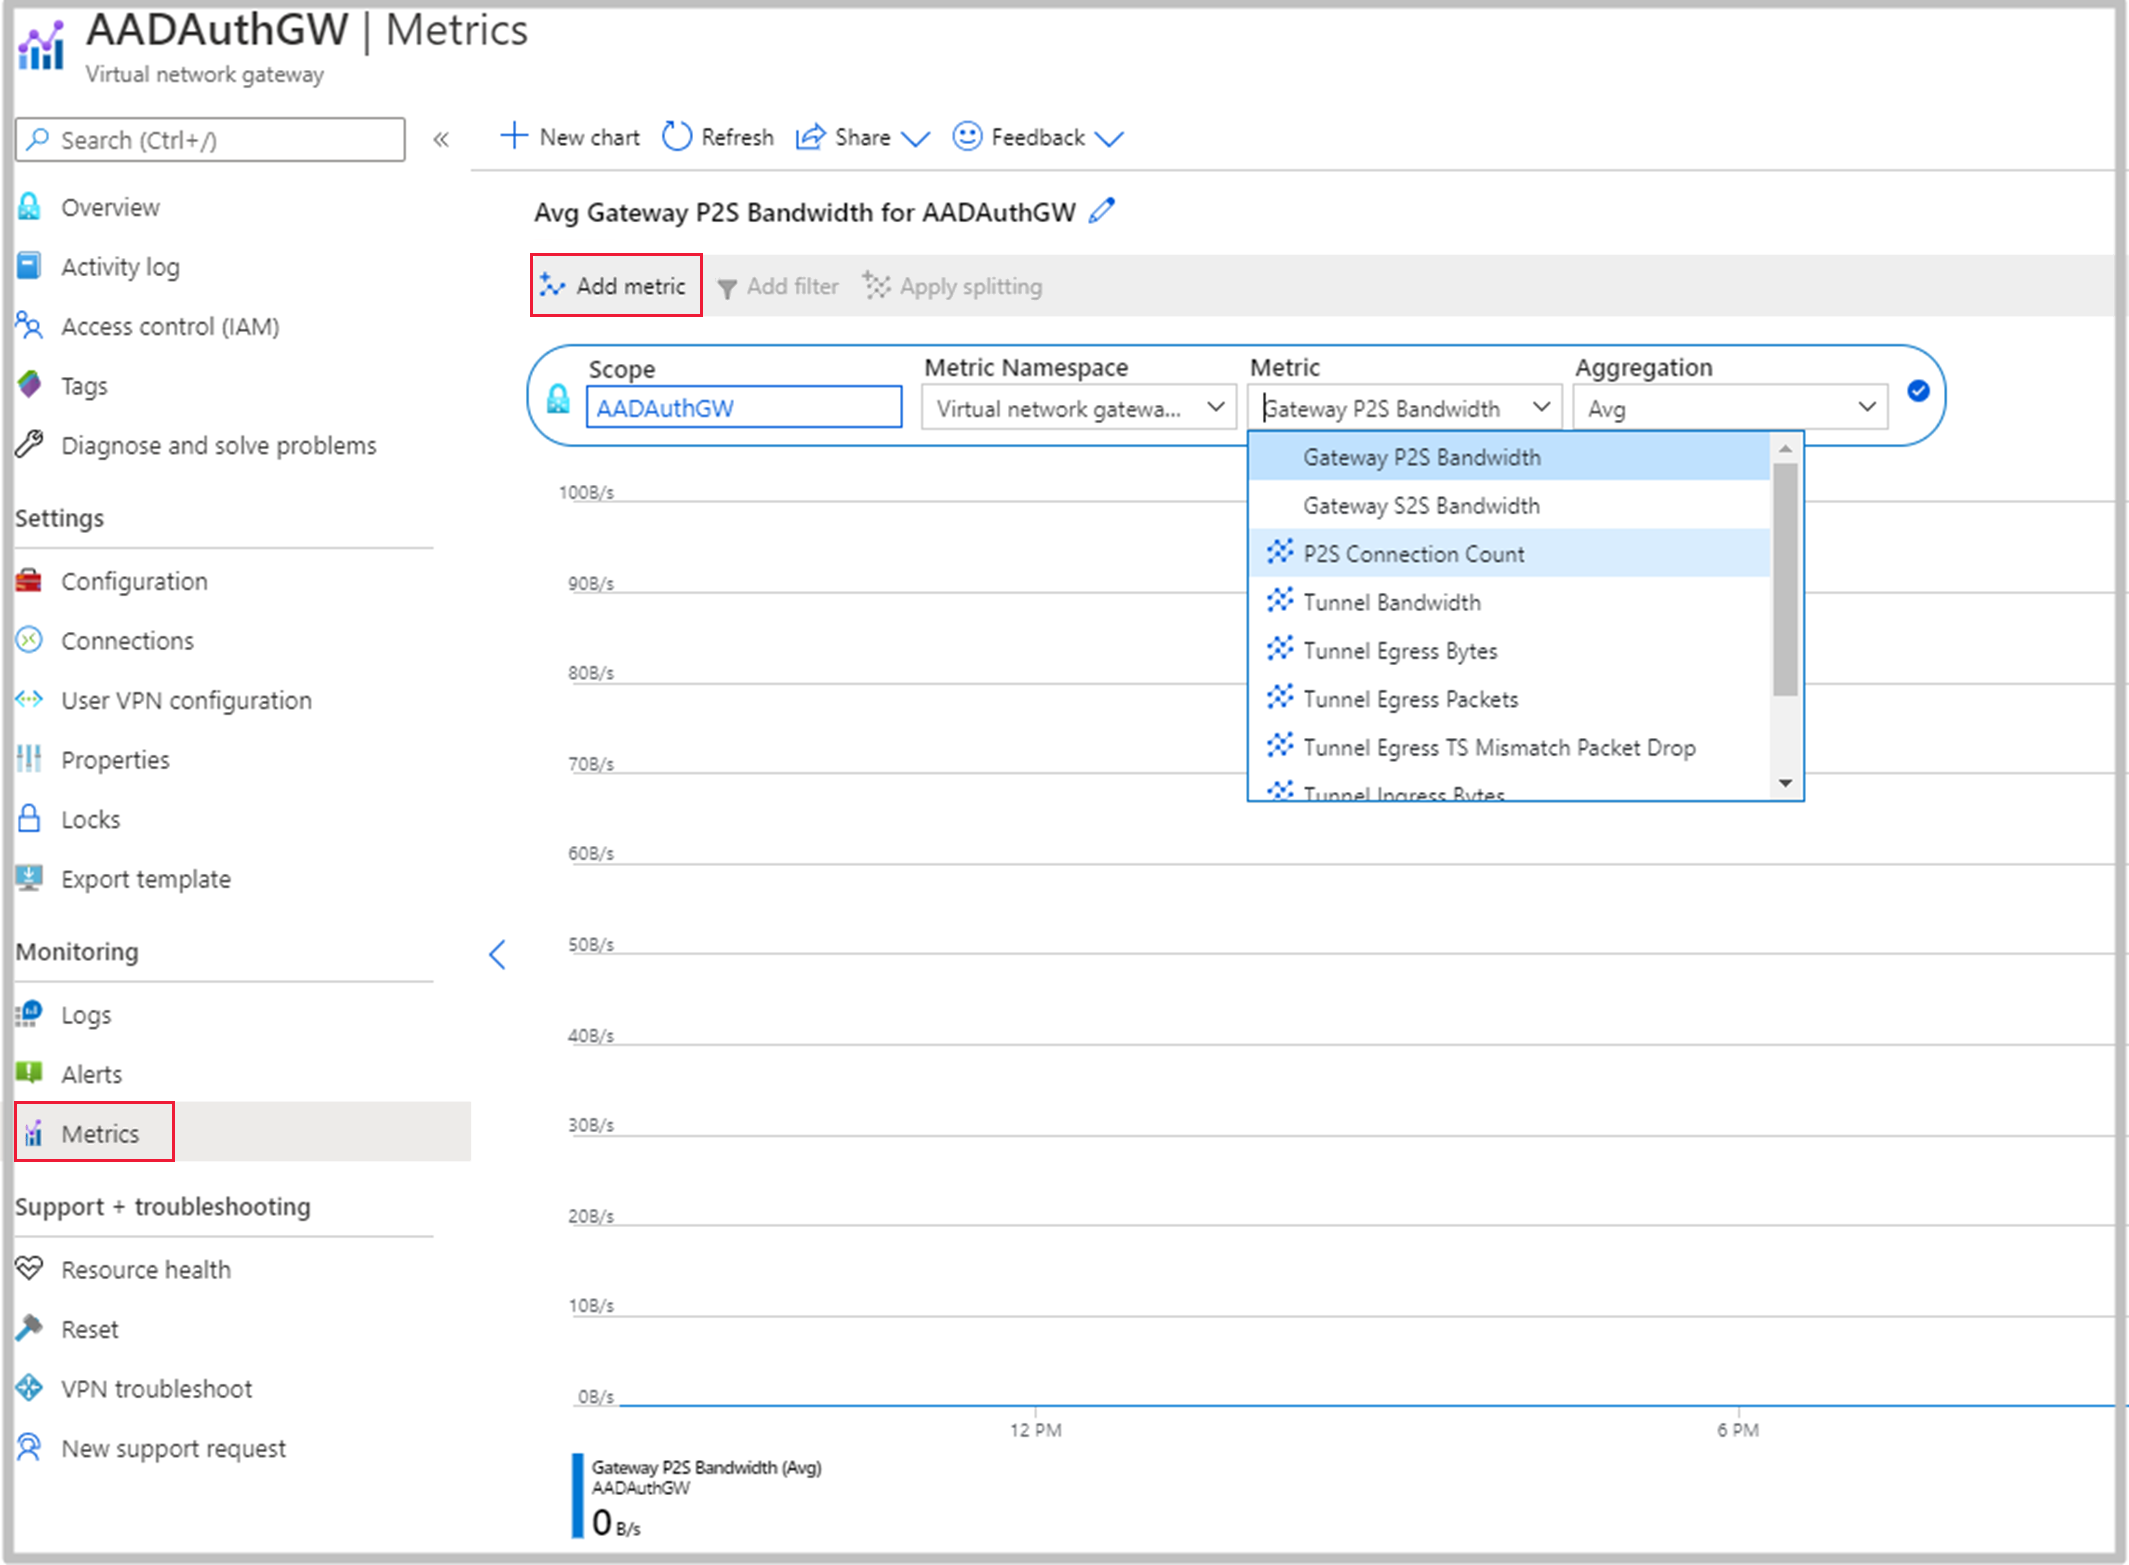 AADAuthGW | Metrics
Virtual network gateway
Search (Ctrl+/)
«
Overview
Activity log
Access control (IAM)
Tags
Diagnose and solve problems
Settings
Configuration
Connections
User VPN configuration
Properties
Locks
Export template
Monitoring
Logs
Alerts
Metrics
Support + troubleshooting
Resource health
Reset
VPN troubleshoot
New support request
New chart Refresh Share Feedback
Avg Gateway P2S Bandwidth for AADAuthGW
Add metric Add filter Apply splitting
Scope Metric Namespace Metric Aggregation
AADAuthGW Virtual network gatewa... Gateway P2S Bandwidth Avg
Gateway P2S Bandwidth
Gateway S2S Bandwidth
P2S Connection Count
Tunnel Bandwidth
Tunnel Egress Bytes
Tunnel Egress Packets
Tunnel Egress TS Mismatch Packet Drop
Tunnel Ingress Bytes
100B/s
90B/s
80B/s
70B/s
60B/s
50B/s
40B/s
30B/s
20B/s
10B/s
0B/s
12 PM 6 PM
Gateway P2S Bandwidth (Avg)
AADAuthGW
0 B/s